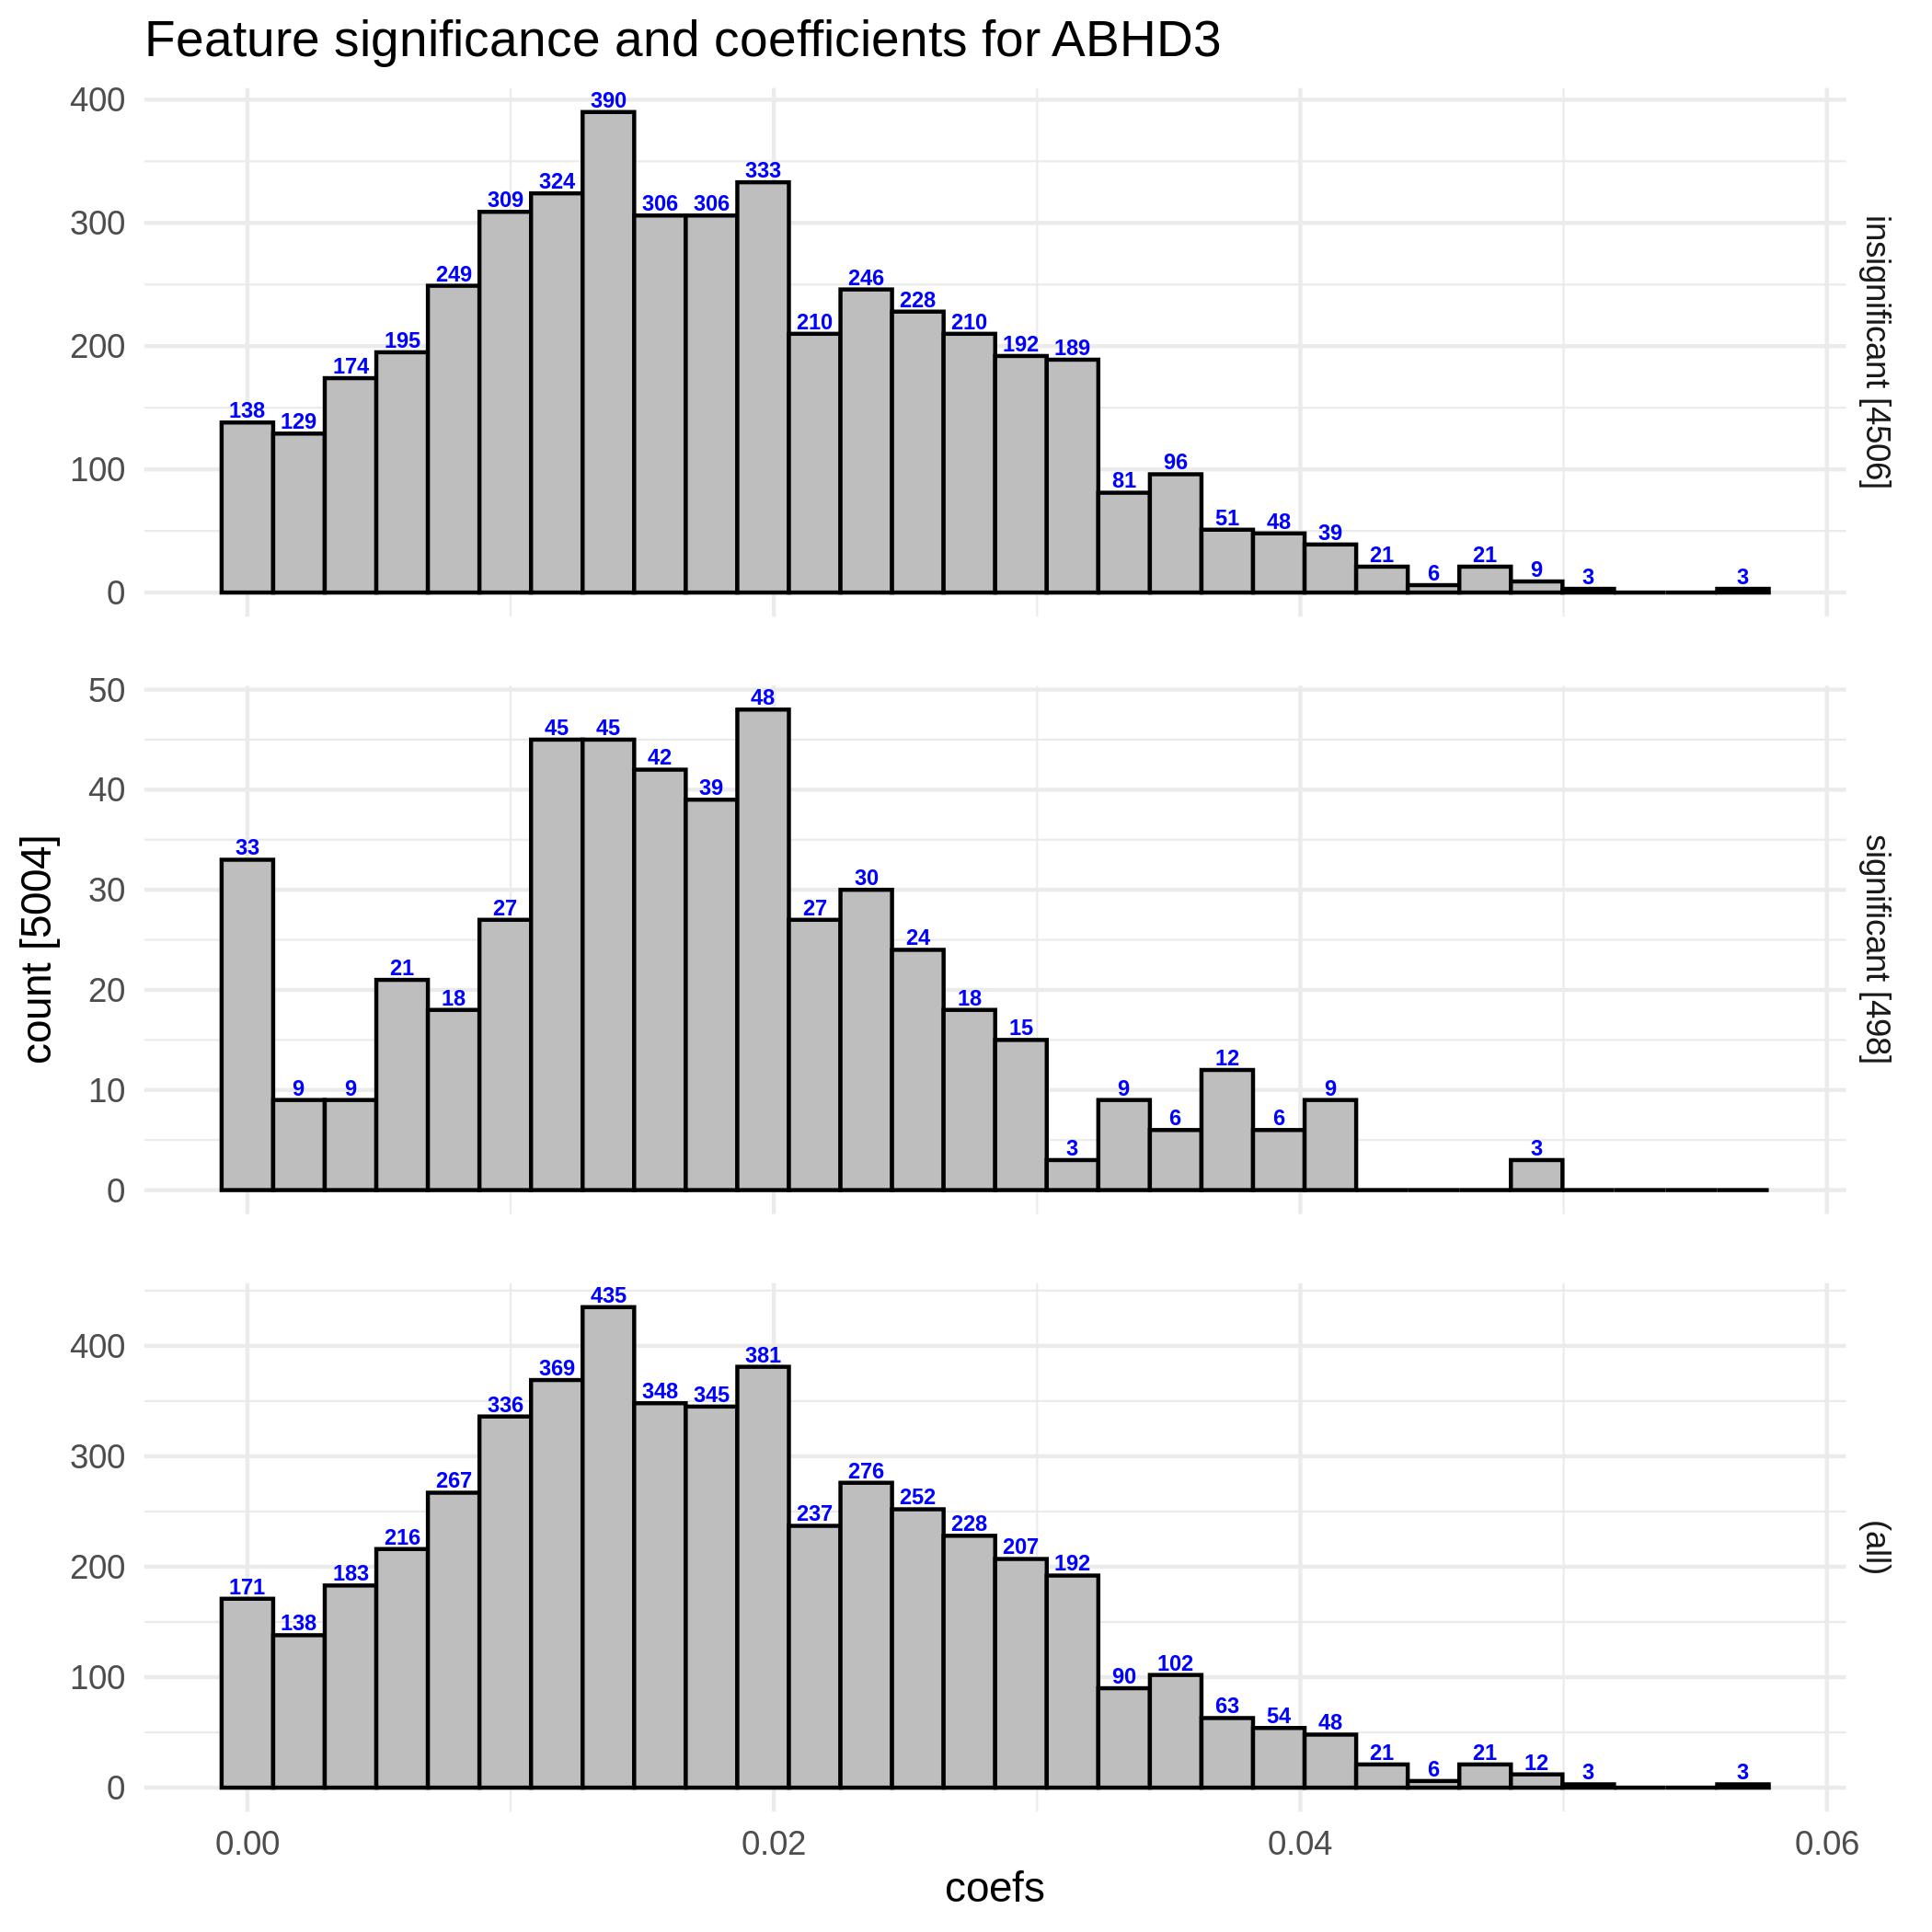 Feature significance and coefficients for ABHD3
400
300
200
100
0
138 129 174 195 249 309 324 390 306 306 333 210 246 228 210 192 189 81 96 51 48 39 21 6 21 9 3 3
insignificant [4506]
count [5004]
50
40
30
20
10
0
33 9 9 21 18 27 45 45 42 39 48 27 30 24 18 15 3 9 6 12 6 9 3
significant [498]
400
300
200
100
0
171 138 183 216 267 336 369 435 348 345 381 237 276 252 228 207 192 90 102 63 54 48 21 6 21 12 3 3
(all)
0.00 0.02 0.04 0.06
coefs